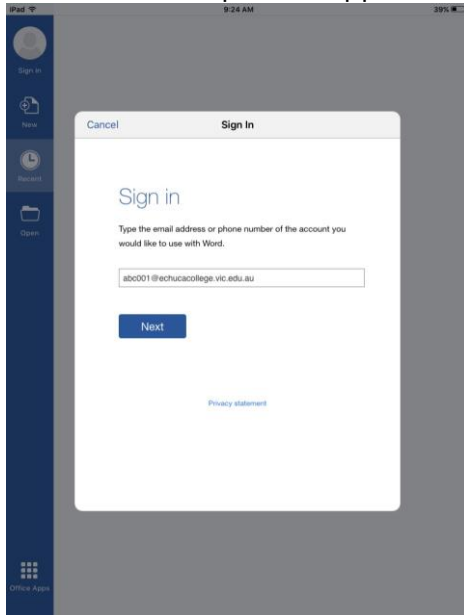 iPad
9:24 AM
39%
Sign in
New
Recent
Open
Office Apps
Cancel
Sign In
Sign in
Type the email address or phone number of the account you
would like to use with Word.
abc001@echucacollege.vic.edu.au
Next
Privacy statement